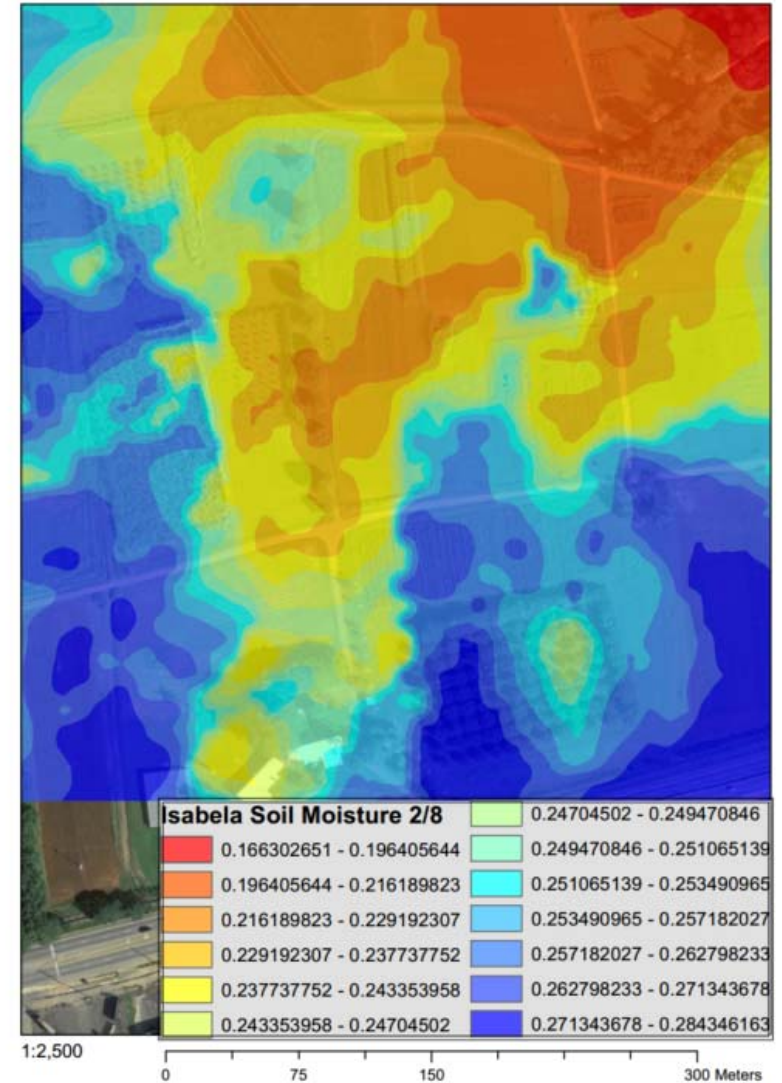 Isabela Soil Moisture 2/8
0.166302651 - 0.196405644
0.196405644 - 0.216189823
0.216189823 - 0.229192307
0.229192307 - 0.237737752
0.237737752 - 0.243353958
0.243353958 - 0.24704502
0.24704502 - 0.249470846
0.249470846 - 0.251065139
0.251065139 - 0.253490965
0.253490965 - 0.257182027
0.257182027 - 0.262798233
0.262798233 - 0.271343678
0.271343678 - 0.284346163
1:2,500
0 75 150 300 Meters